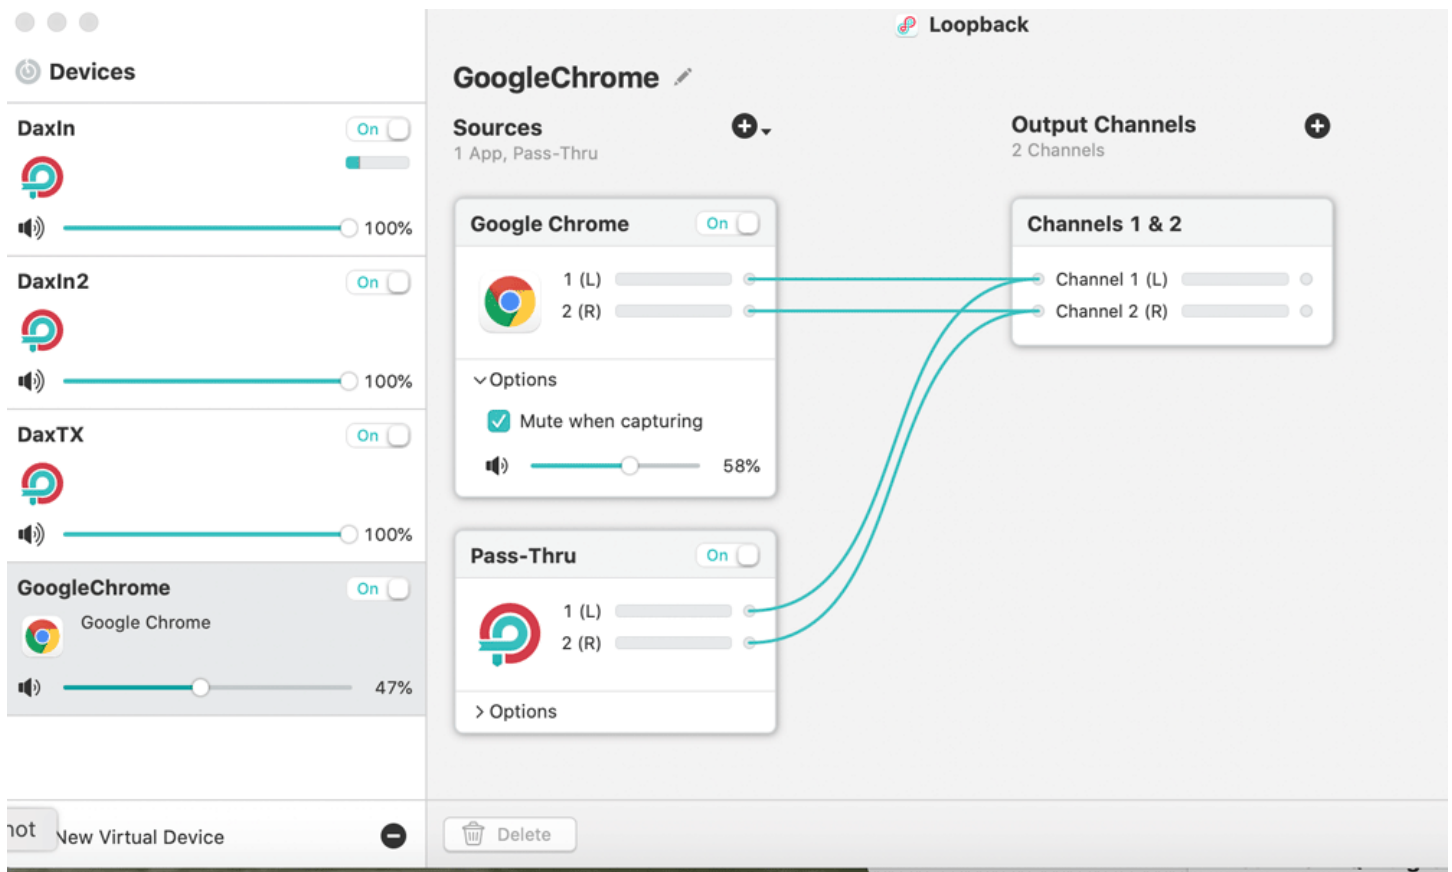 Loopback
Devices
DaxIn
On
100%
DaxIn2
On
100%
DaxTX
On
100%
GoogleChrome
On
Google Chrome
47%
New Virtual Device
GoogleChrome
Sources
1 App, Pass-Thru
Google Chrome
On
1 (L)
2 (R)
Options
Mute when capturing
58%
Pass-Thru
On
1 (L)
2 (R)
Options
Output Channels
2 Channels
Channels 1 & 2
Channel 1 (L)
Channel 2 (R)
Delete